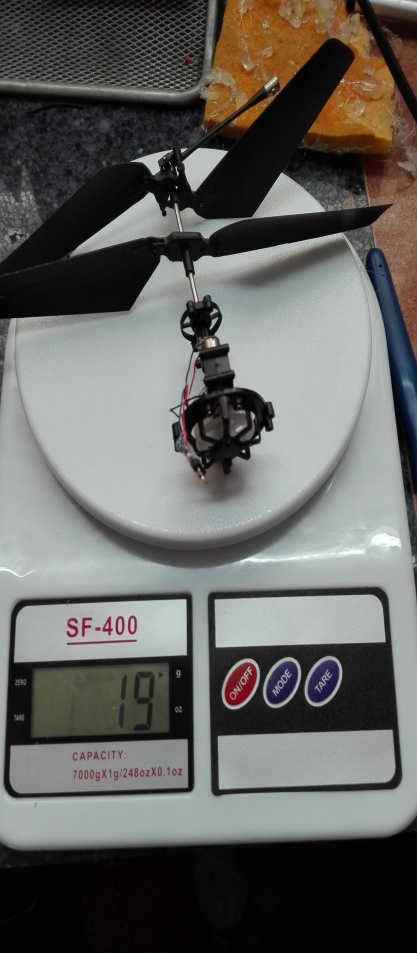 SF-400
ZERO
19
g
TARE
oz
CAPACITY:
7000gX1g/248ozX0.1oz
ON/OFF
MODE
TARE